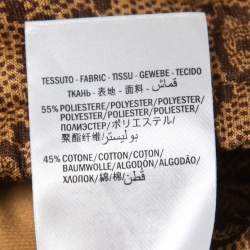 TESSUTO - FABRIC - TISSU - GEWEBE - TECIDO
ТКАНЬ - 表地 - 面料 - قماش
55% POLIESTERE/POLYESTER/POLYESTER/
POLYESTER/POLIÉSTER/POLIÉSTER/
ПОЛИЭСТЕР/ポリエステル/
聚酯纤维/بوليستر
45% COTONE/COTTON/COTON/
BAUMWOLLE/ALGODÓN/ALGODÃO/
ХЛОПОК/綿/棉/قطن